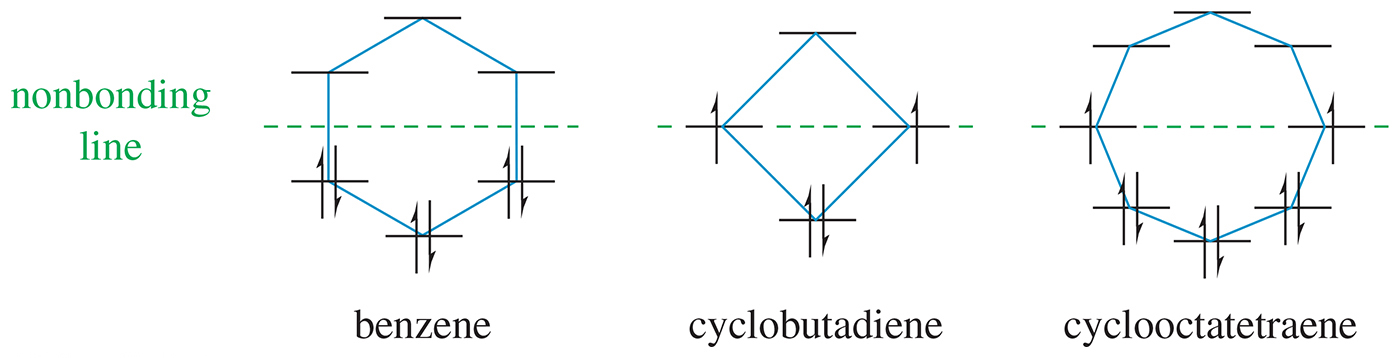 nonbonding
line
benzene
cyclobutadiene
cyclooctatetraene